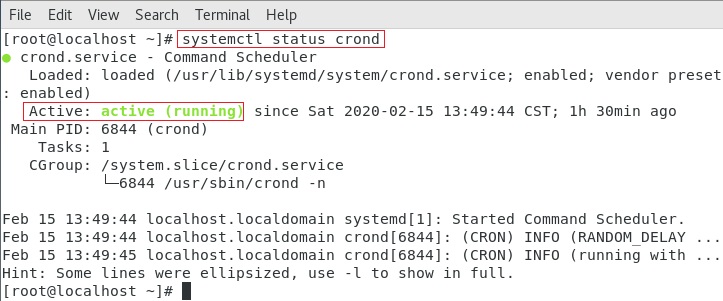 File Edit View Search Terminal Help
[root@localhost ~]# systemctl status crond
● crond.service - Command Scheduler
   Loaded: loaded (/usr/lib/systemd/system/crond.service; enabled; vendor preset
: enabled)
   Active: active (running) since Sat 2020-02-15 13:49:44 CST; 1h 30min ago
 Main PID: 6844 (crond)
    Tasks: 1
   CGroup: /system.slice/crond.service
           └─6844 /usr/sbin/crond -n

Feb 15 13:49:44 localhost.localdomain systemd[1]: Started Command Scheduler.
Feb 15 13:49:44 localhost.localdomain crond[6844]: (CRON) INFO (RANDOM_DELAY ...
Feb 15 13:49:45 localhost.localdomain crond[6844]: (CRON) INFO (running with ...
Hint: Some lines were ellipsized, use -l to show in full.
[root@localhost ~]#